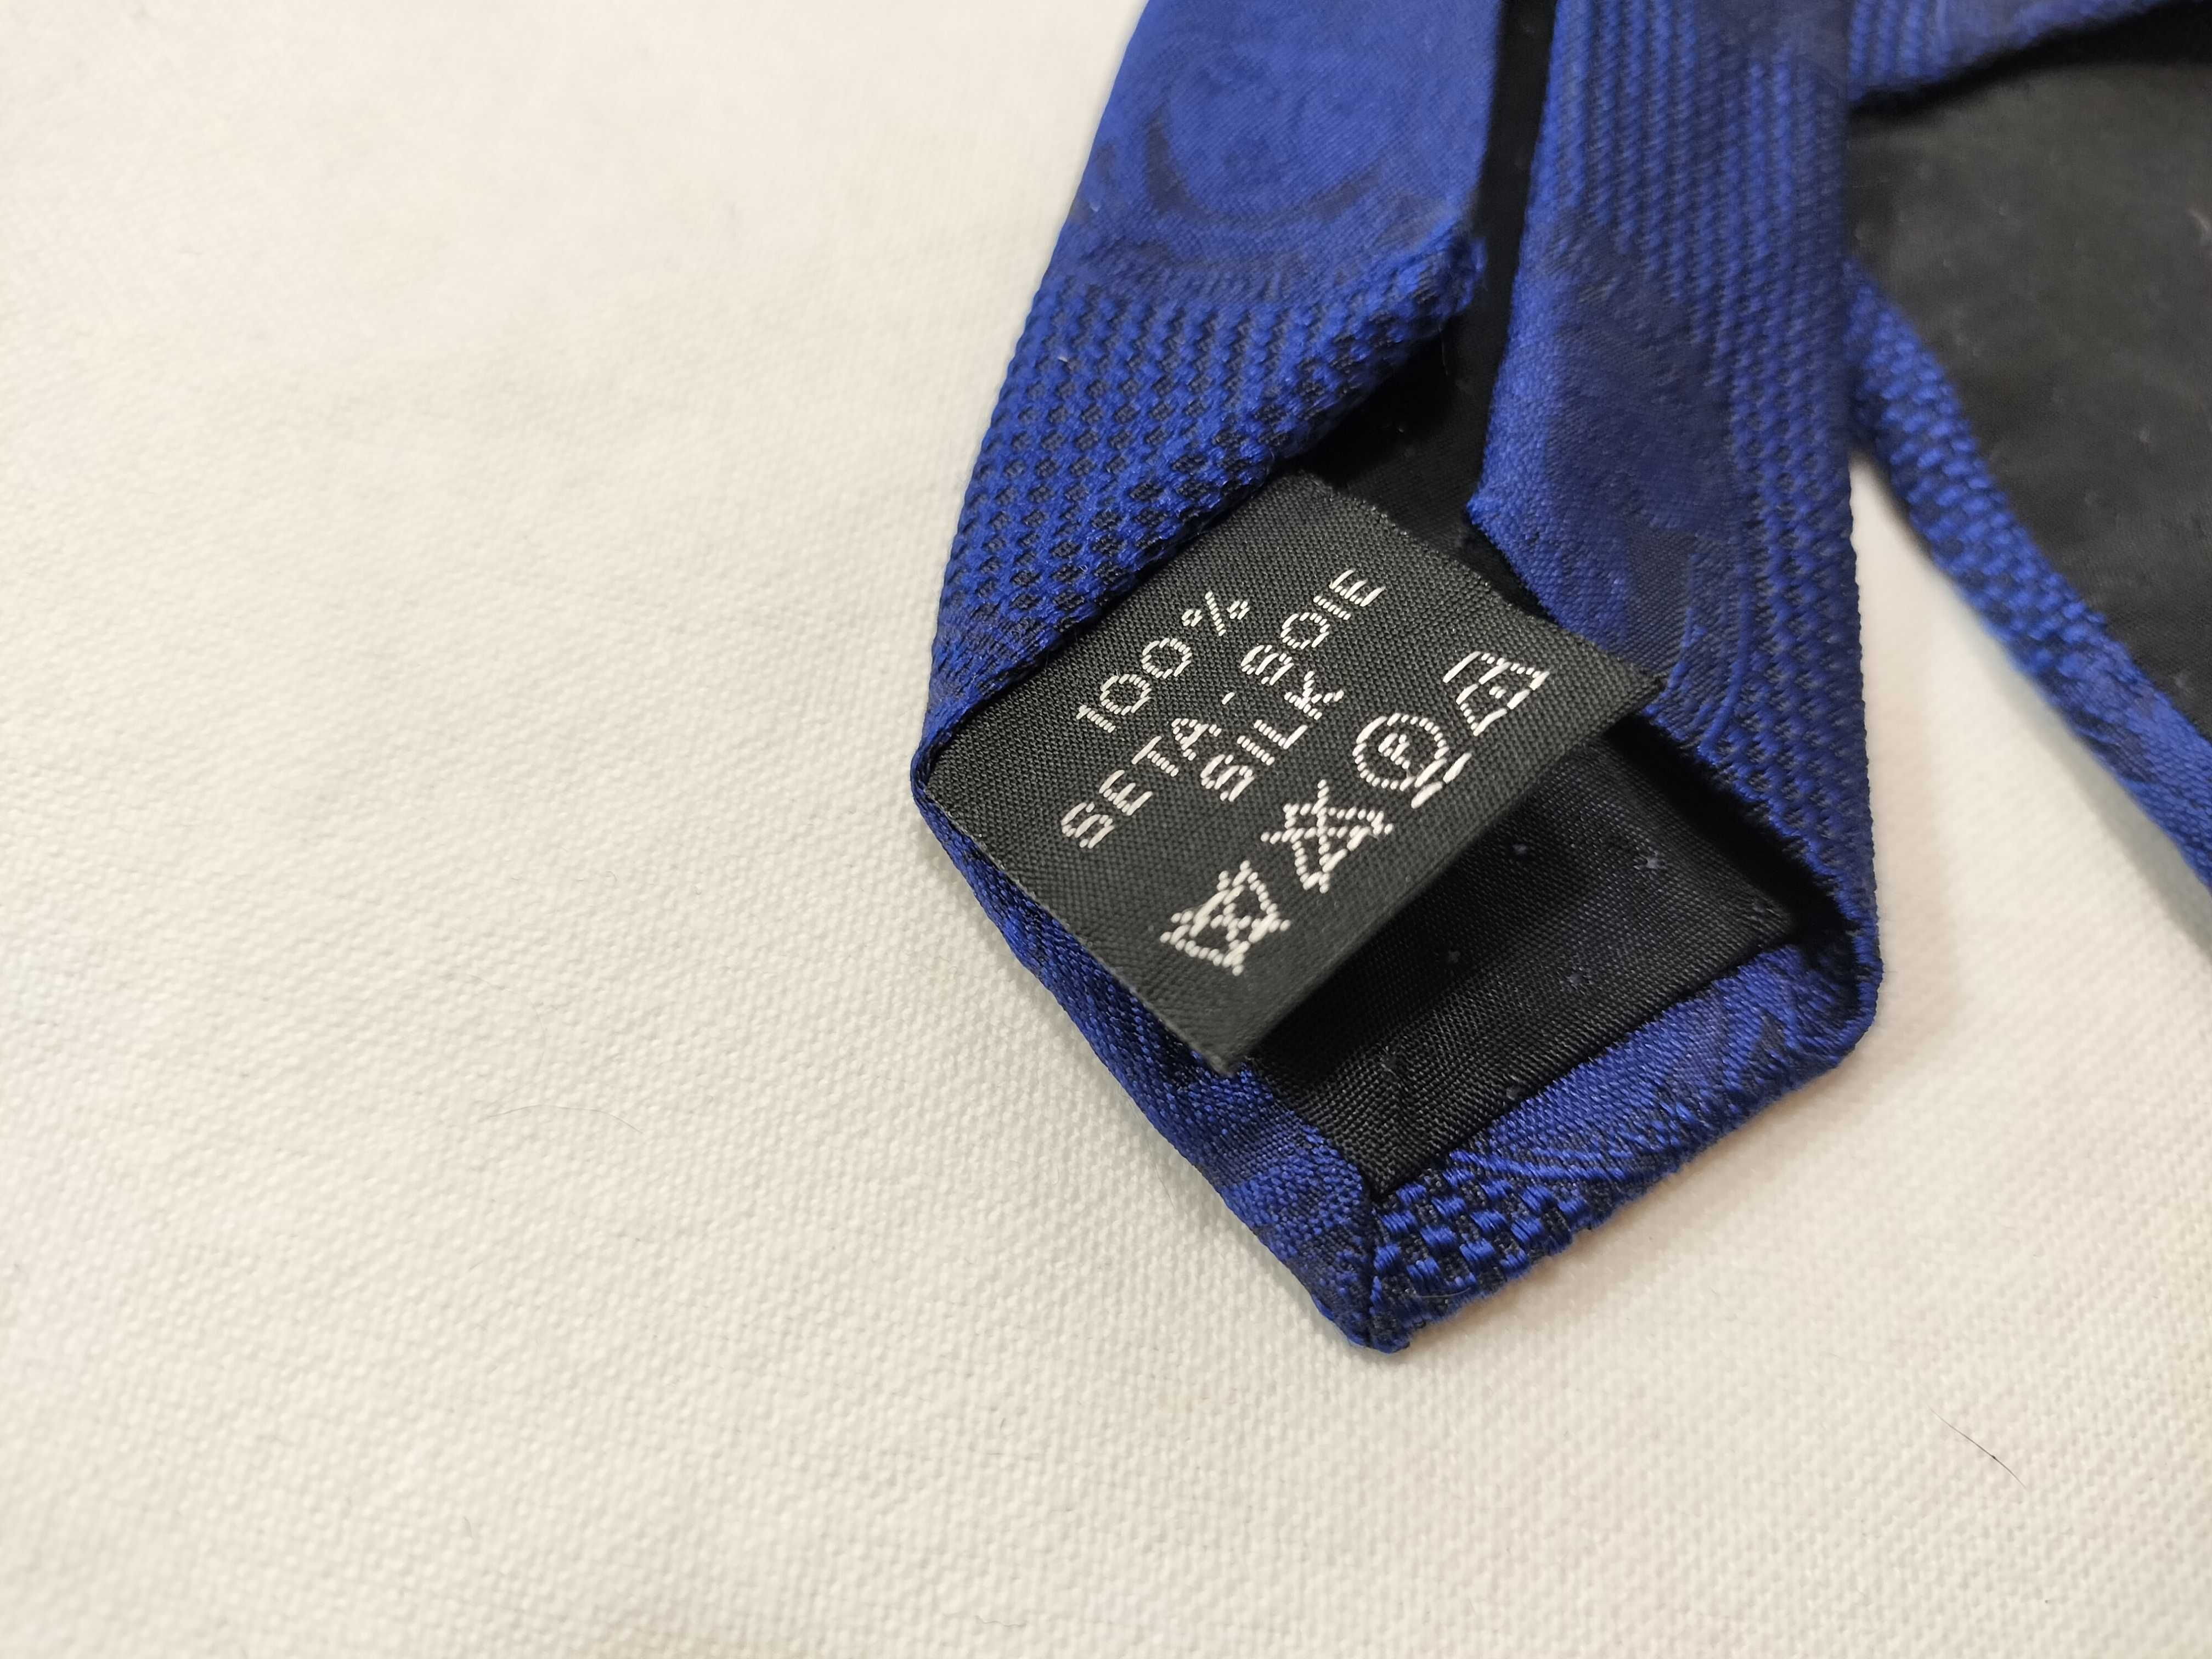 100%
SETA - SOIE
SILK
F